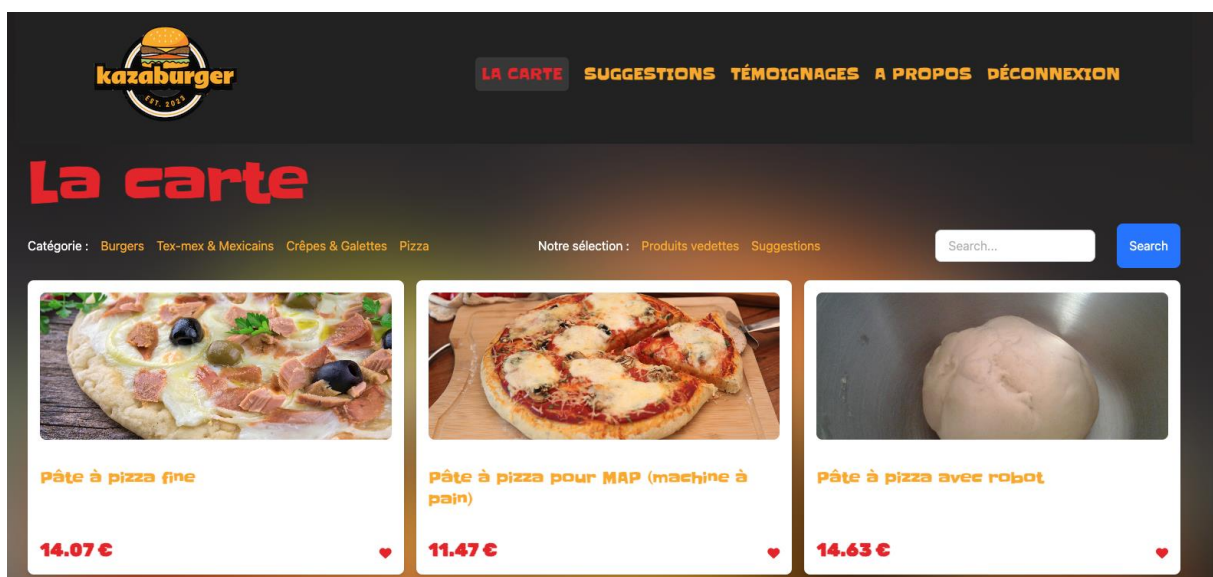 kazaburger
EST. 2023
LA CARTE SUGGESTIONS TÉMOIGNAGES A PROPOS DÉCONNEXION
La carte
Catégorie : Burgers Tex-mex & Mexicains Crêpes & Galettes Pizza Notre sélection : Produits vedettes Suggestions Search... Search
Pâte à pizza fine
14.07 €
Pâte à pizza pour MAP (machine à
pain)
11.47 €
Pâte à pizza avec robot
14.63 €